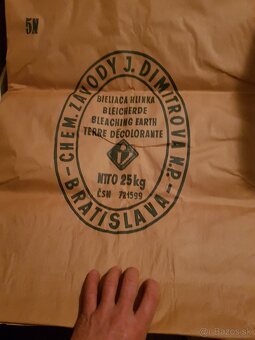 5N
CHEM. ZÁVODY J. DIMITROVA N.P.
BIELIACA HLINKA
BLEICHERDE
BLEACHING EARTH
TERRE DÉCOLORANTE
NTTO 25kg
ČSN 721599
BRATISLAVA